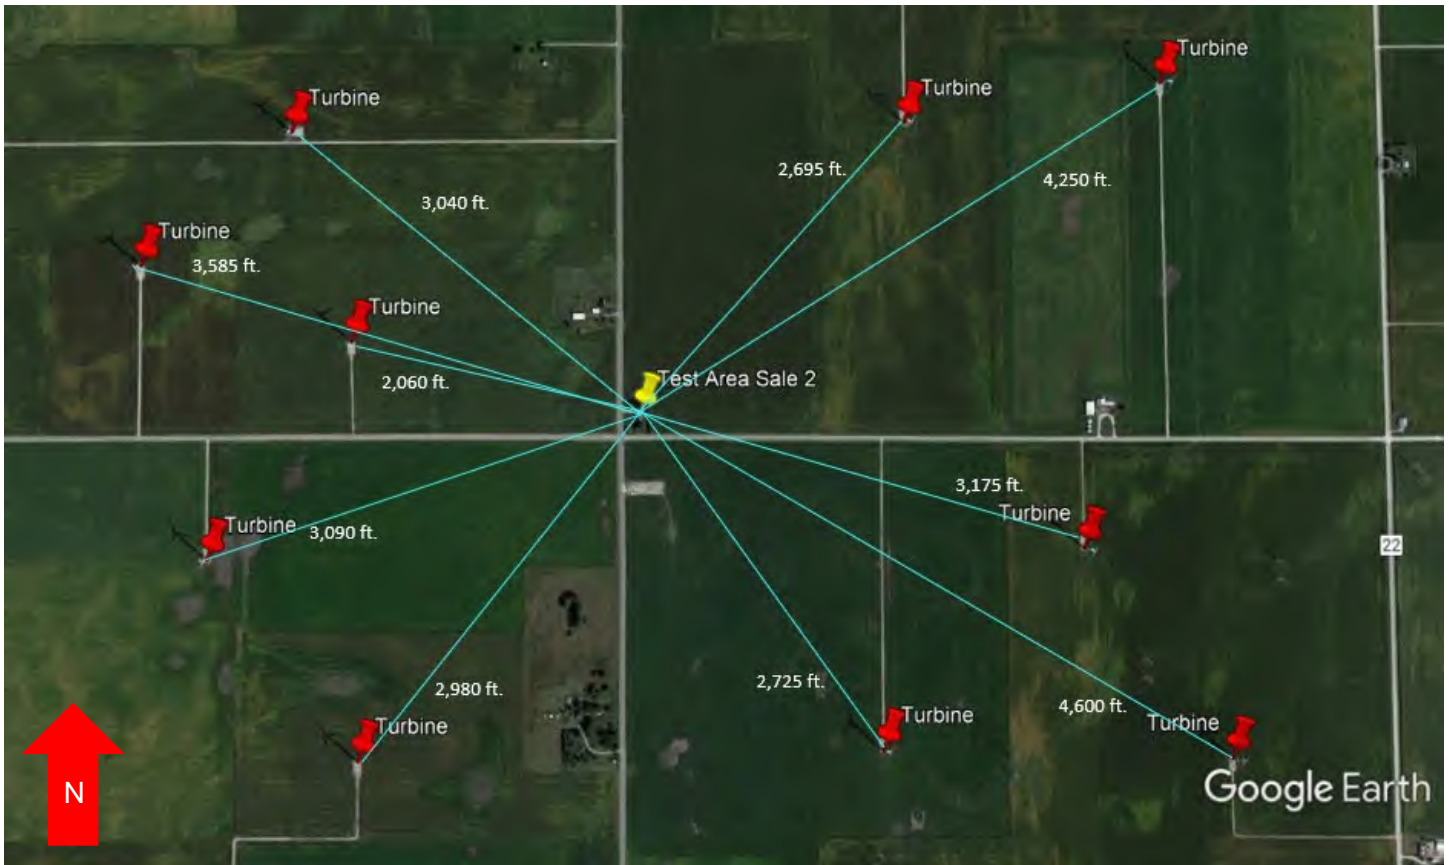 Turbine
Turbine
Turbine
2,695 ft.
4,250 ft.
3,040 ft.
Turbine
3,585 ft.
Turbine
2,060 ft.
Test Area Sale 2
3,175 ft.
Turbine
Turbine
3,090 ft.
22
2,725 ft.
2,980 ft.
4,600 ft.
Turbine
Turbine
Turbine
N
Google Earth